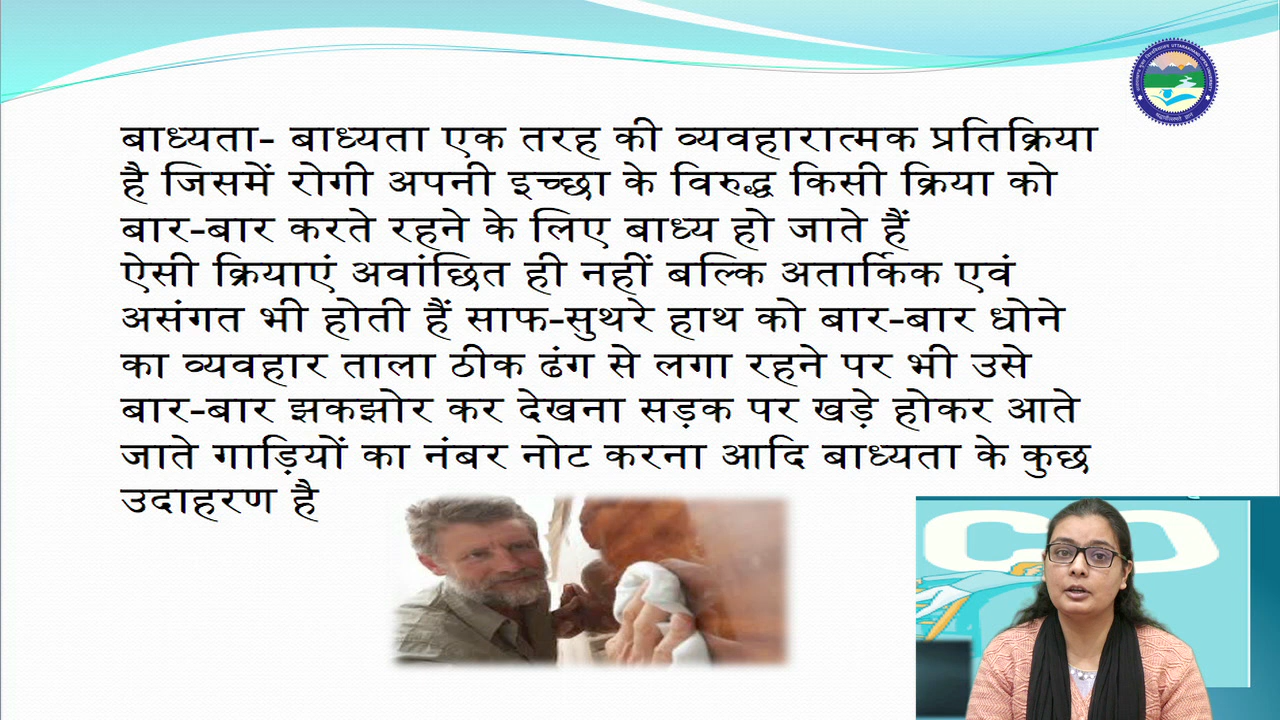 बाध्यता- बाध्यता एक तरह की व्यवहारात्मक प्रतिक्रिया
है जिसमें रोगी अपनी इच्छा के विरुद्ध किसी क्रिया को
बार-बार करते रहने के लिए बाध्य हो जाते हैं
ऐसी क्रियाएं अवांछित ही नहीं बल्कि अतार्किक एवं
असंगत भी होती हैं साफ-सुथरे हाथ को बार-बार धोने
का व्यवहार ताला ठीक ढंग से लगा रहने पर भी उसे
बार-बार झकझोर कर देखना सड़क पर खड़े होकर आते
जाते गाड़ियों का नंबर नोट करना आदि बाध्यता के कुछ
उदाहरण है
CO